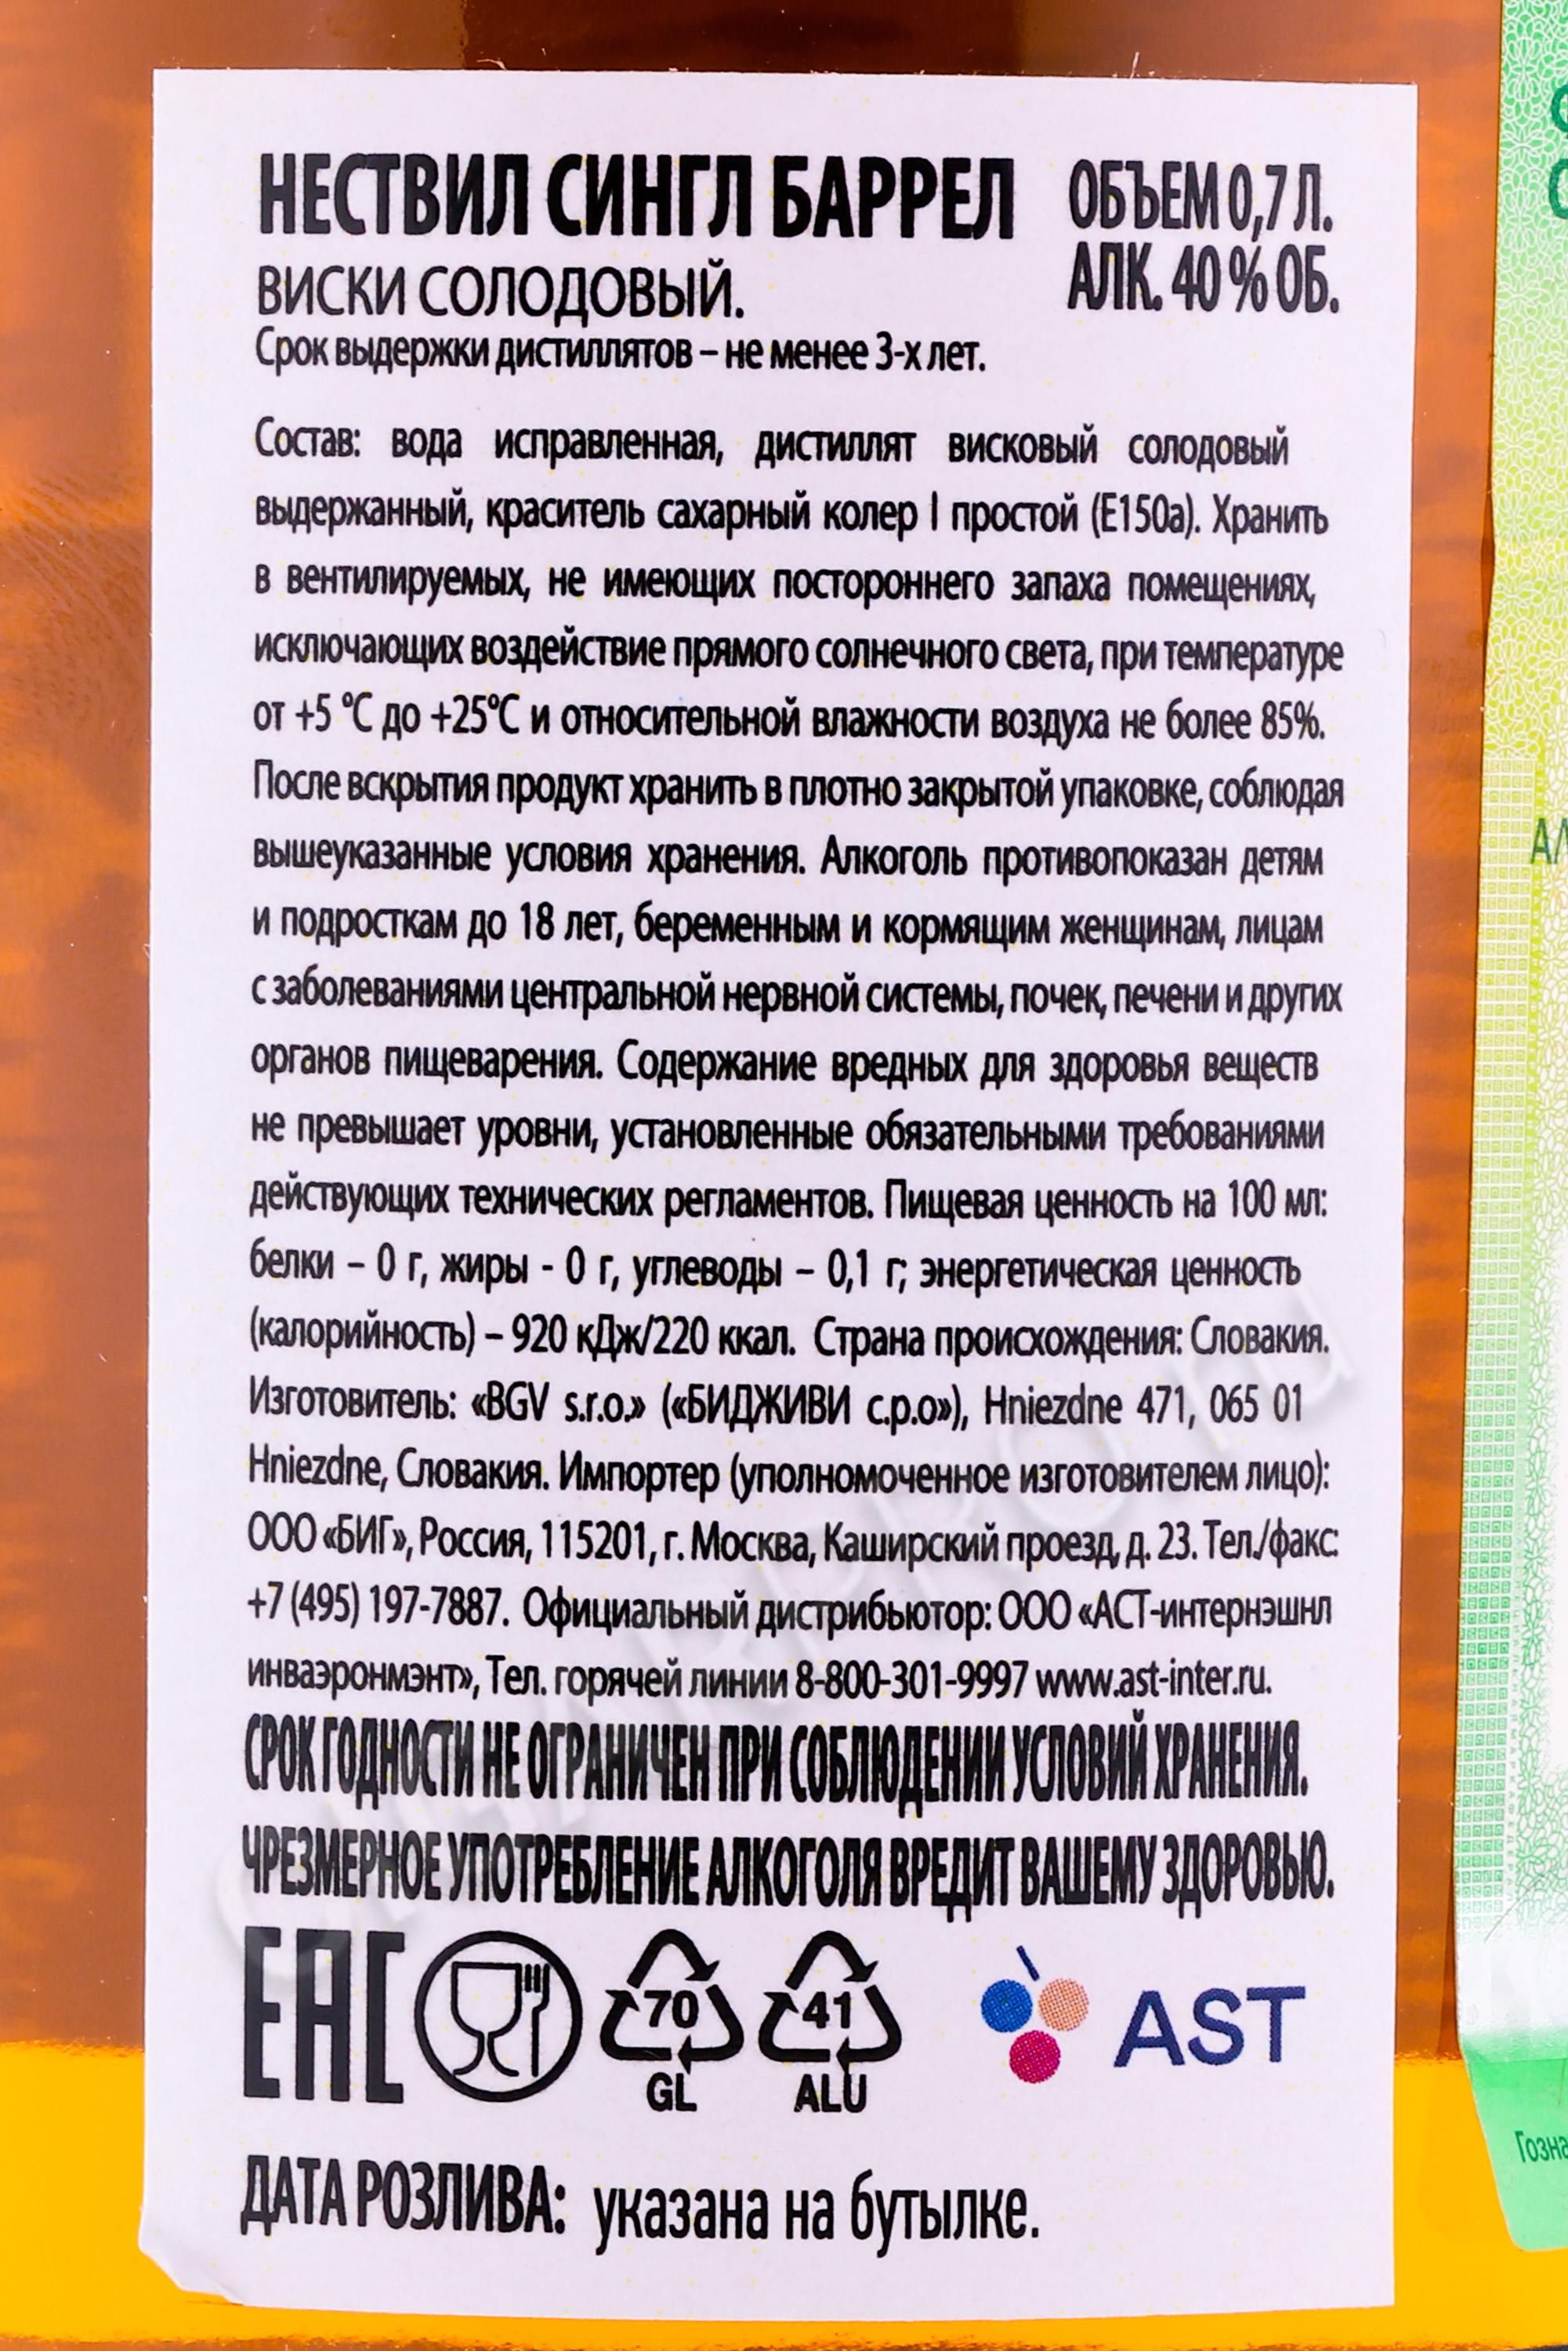 НЕСТВИЛ СИНГЛ БАРРЕЛ
ОБЪЕМ 0,7 Л.
ВИСКИ СОЛОДОВЫЙ.
АЛК. 40 % ОБ.
Срок выдержки дистиллятов – не менее 3-х лет.
Состав: вода исправленная, дистиллят висковый солодовый
выдержанный, краситель сахарный колер I простой (Е150а). Хранить
в вентилируемых, не имеющих постороннего запаха помещениях,
исключающих воздействие прямого солнечного света, при температуре
от +5 °С до +25°С и относительной влажности воздуха не более 85%.
После вскрытия продукт хранить в плотно закрытой упаковке, соблюдая
вышеуказанные условия хранения. Алкоголь противопоказан детям
и подросткам до 18 лет, беременным и кормящим женщинам, лицам
с заболеваниями центральной нервной системы, почек, печени и других
органов пищеварения. Содержание вредных для здоровья веществ
не превышает уровни, установленные обязательными требованиями
действующих технических регламентов. Пищевая ценность на 100 мл:
белки – 0 г, жиры - 0 г, углеводы – 0,1 г; энергетическая ценность
(калорийность) – 920 кДж/220 ккал. Страна происхождения: Словакия.
Изготовитель: «BGV s.r.o.» («БИДЖИВИ с.р.о»), Hniezdne 471, 065 01
Hniezdne, Словакия. Импортер (уполномоченное изготовителем лицо):
ООО «БИГ», Россия, 115201, г. Москва, Каширский проезд, д. 23. Тел./факс:
+7 (495) 197-7887. Официальный дистрибьютор: ООО «АСТ-интернэшнл
инваэронмэнт», Тел. горячей линии 8-800-301-9997 www.ast-inter.ru.
СРОК ГОДНОСТИ НЕ ОГРАНИЧЕН ПРИ СОБЛЮДЕНИИ УСЛОВИЙ ХРАНЕНИЯ.
ЧРЕЗМЕРНОЕ УПОТРЕБЛЕНИЕ АЛКОГОЛЯ ВРЕДИТ ВАШЕМУ ЗДОРОВЬЮ.
EAC
70
41
AST
GL
ALU
ДАТА РОЗЛИВА: указана на бутылке.